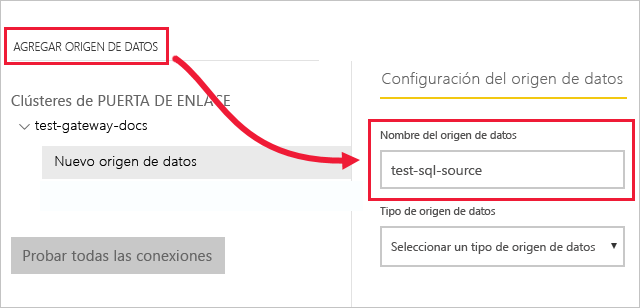 AGREGAR ORIGEN DE DATOS
Clústeres de PUERTA DE ENLACE
test-gateway-docs
Nuevo origen de datos
Probar todas las conexiones
Configuración del origen de datos
Nombre del origen de datos
test-sql-source
Tipo de origen de datos
Seleccionar un tipo de origen de datos